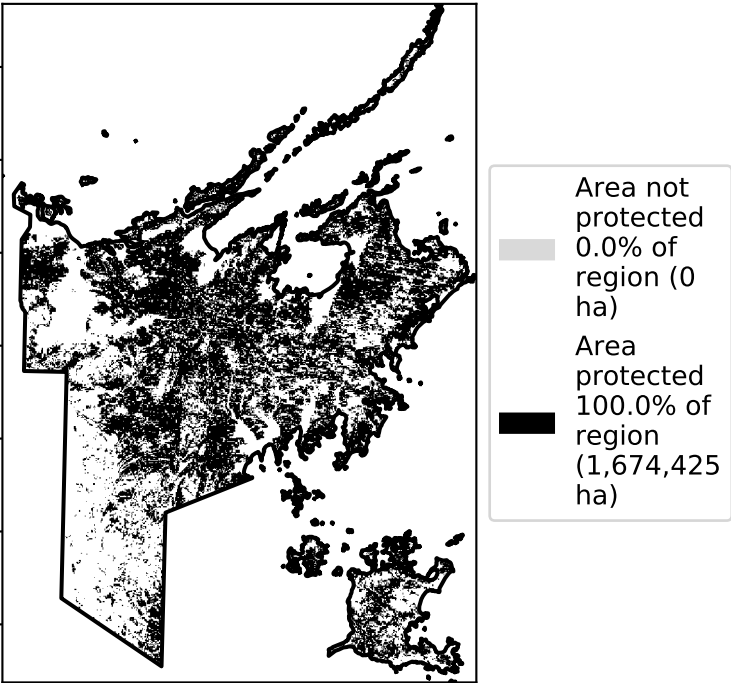 Area not
protected
0.0% of
region (0
ha)
Area
protected
100.0% of
region
(1,674,425
ha)